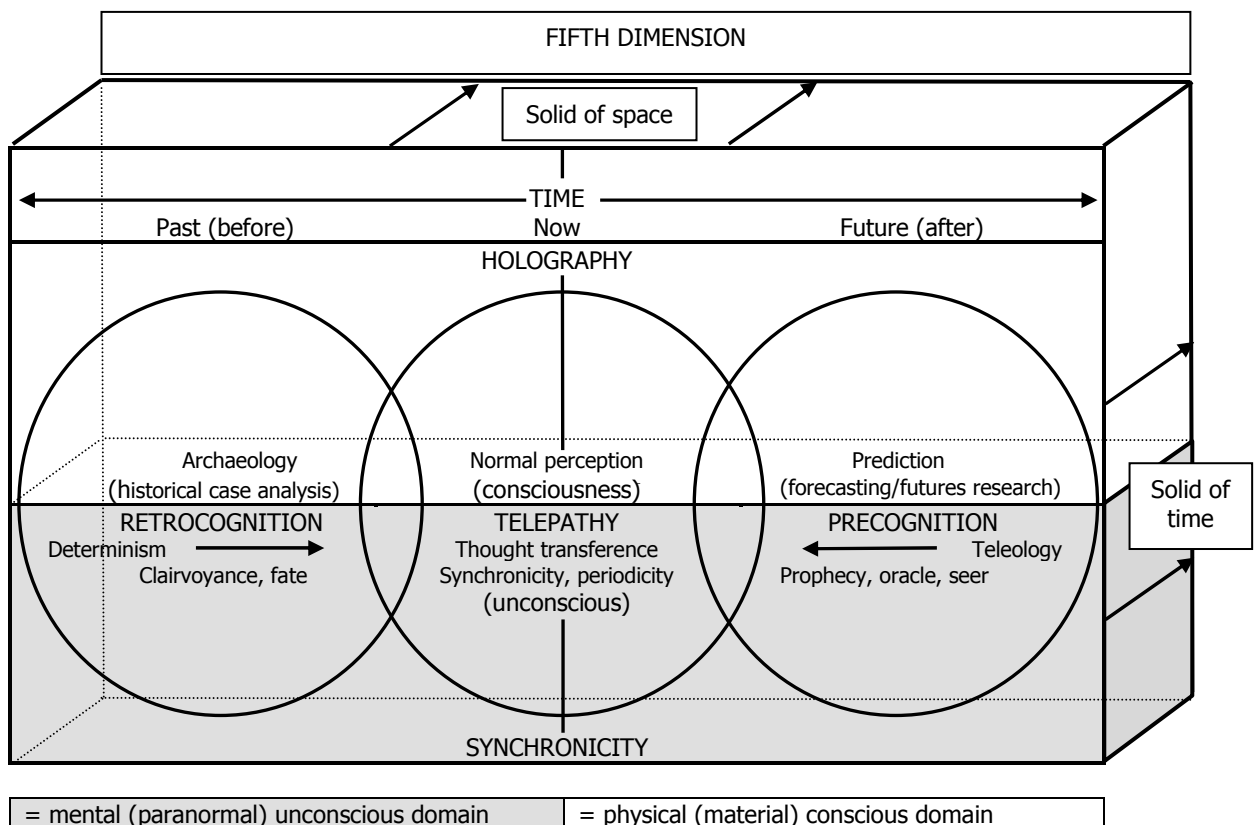 FIFTH DIMENSION
Solid of space
TIME
Past (before)
Now
Future (after)
HOLOGRAPHY
Archaeology
(historical case analysis)
Normal perception
(consciousness)
Prediction
(forecasting/futures research)
Solid of
time
RETROCOGNITION
Determinism
Clairvoyance, fate
TELEPATHY
Thought transference
Synchronicity, periodicity
(unconscious)
PRECOGNITION
Teleology
Prophecy, oracle, seer
SYNCHRONICITY
= mental (paranormal) unconscious domain
= physical (material) conscious domain